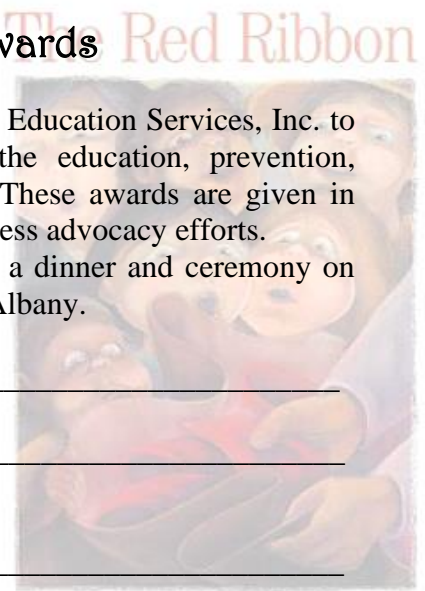 The Red Ribbon
wards
Education Services, Inc. to
the education, prevention,
These awards are given in
ess advocacy efforts.
a dinner and ceremony on
Albany.